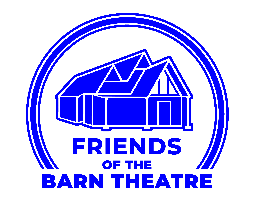 FRIENDS
OF THE
BARN THEATRE